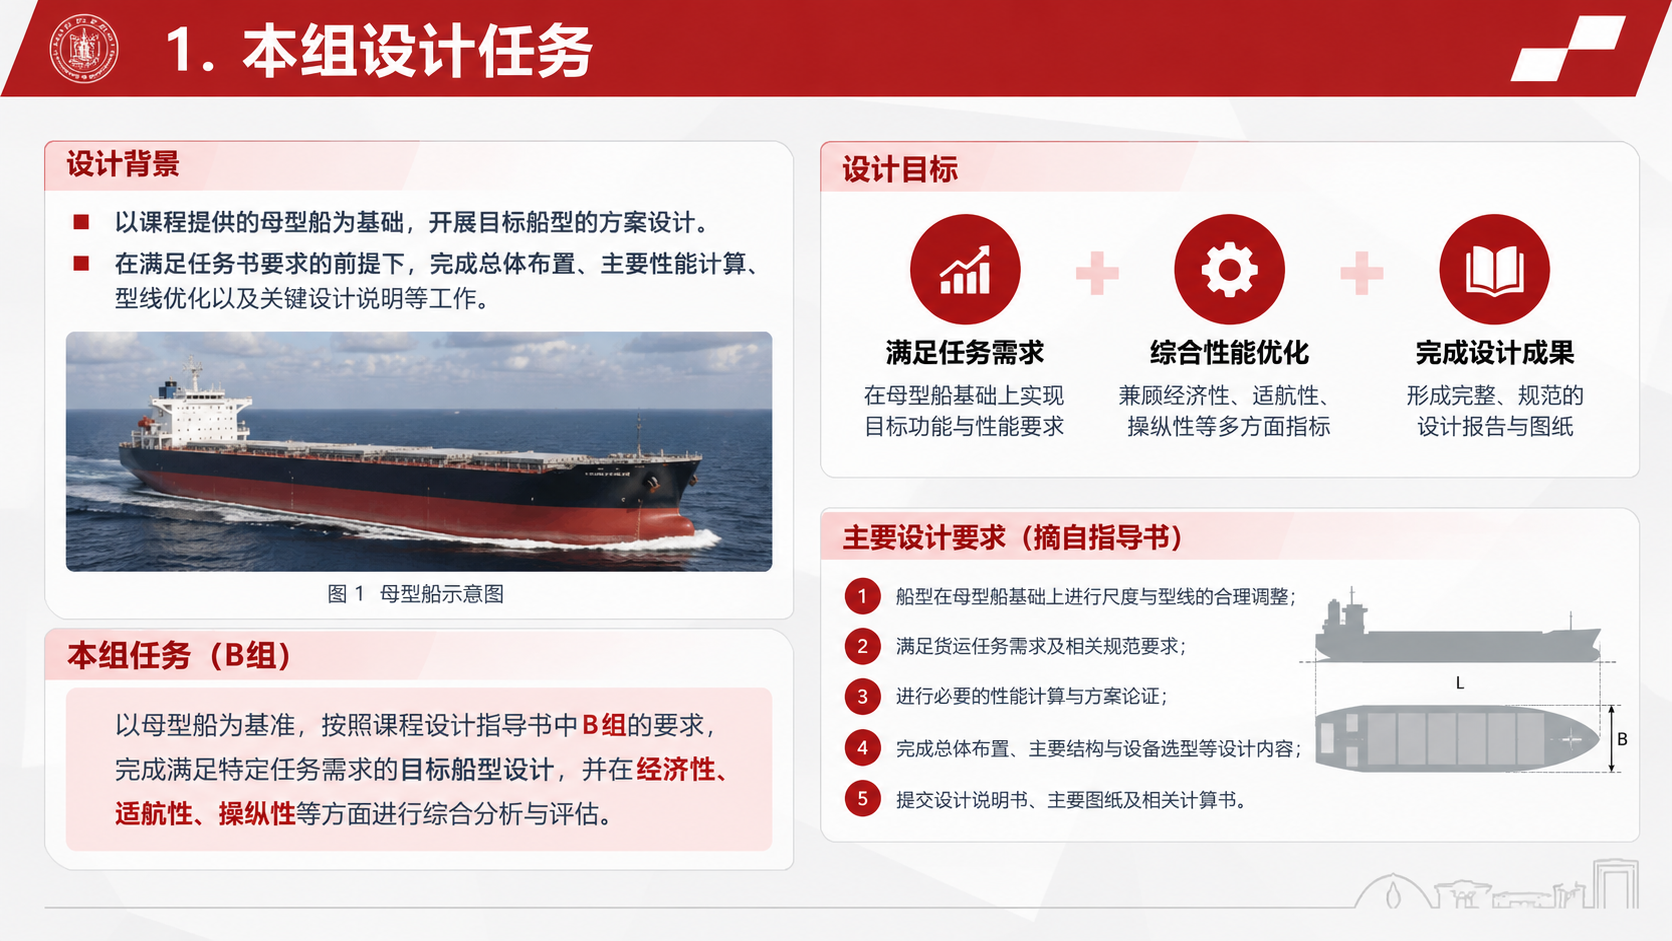 1. 本组设计任务
设计背景
以课程提供的母型船为基础，开展目标船型的方案设计。
在满足任务书要求的前提下，完成总体布置、主要性能计算、
型线优化以及关键设计说明等工作。
图 1 母型船示意图
本组任务（B组）
以母型船为基准，按照课程设计指导书中B组的要求，
完成满足特定任务需求的目标船型设计，并在经济性、
适航性、操纵性等方面进行综合分析与评估。
设计目标
满足任务需求
在母型船基础上实现
目标功能与性能要求
综合性能优化
兼顾经济性、适航性、
操纵性等多方面指标
完成设计成果
形成完整、规范的
设计报告与图纸
主要设计要求（摘自指导书）
1 船型在母型船基础上进行尺度与型线的合理调整；
2 满足货运任务需求及相关规范要求；
3 进行必要的性能计算与方案论证；
4 完成总体布置、主要结构与设备选型等设计内容；
5 提交设计说明书、主要图纸及相关计算书。
L
B